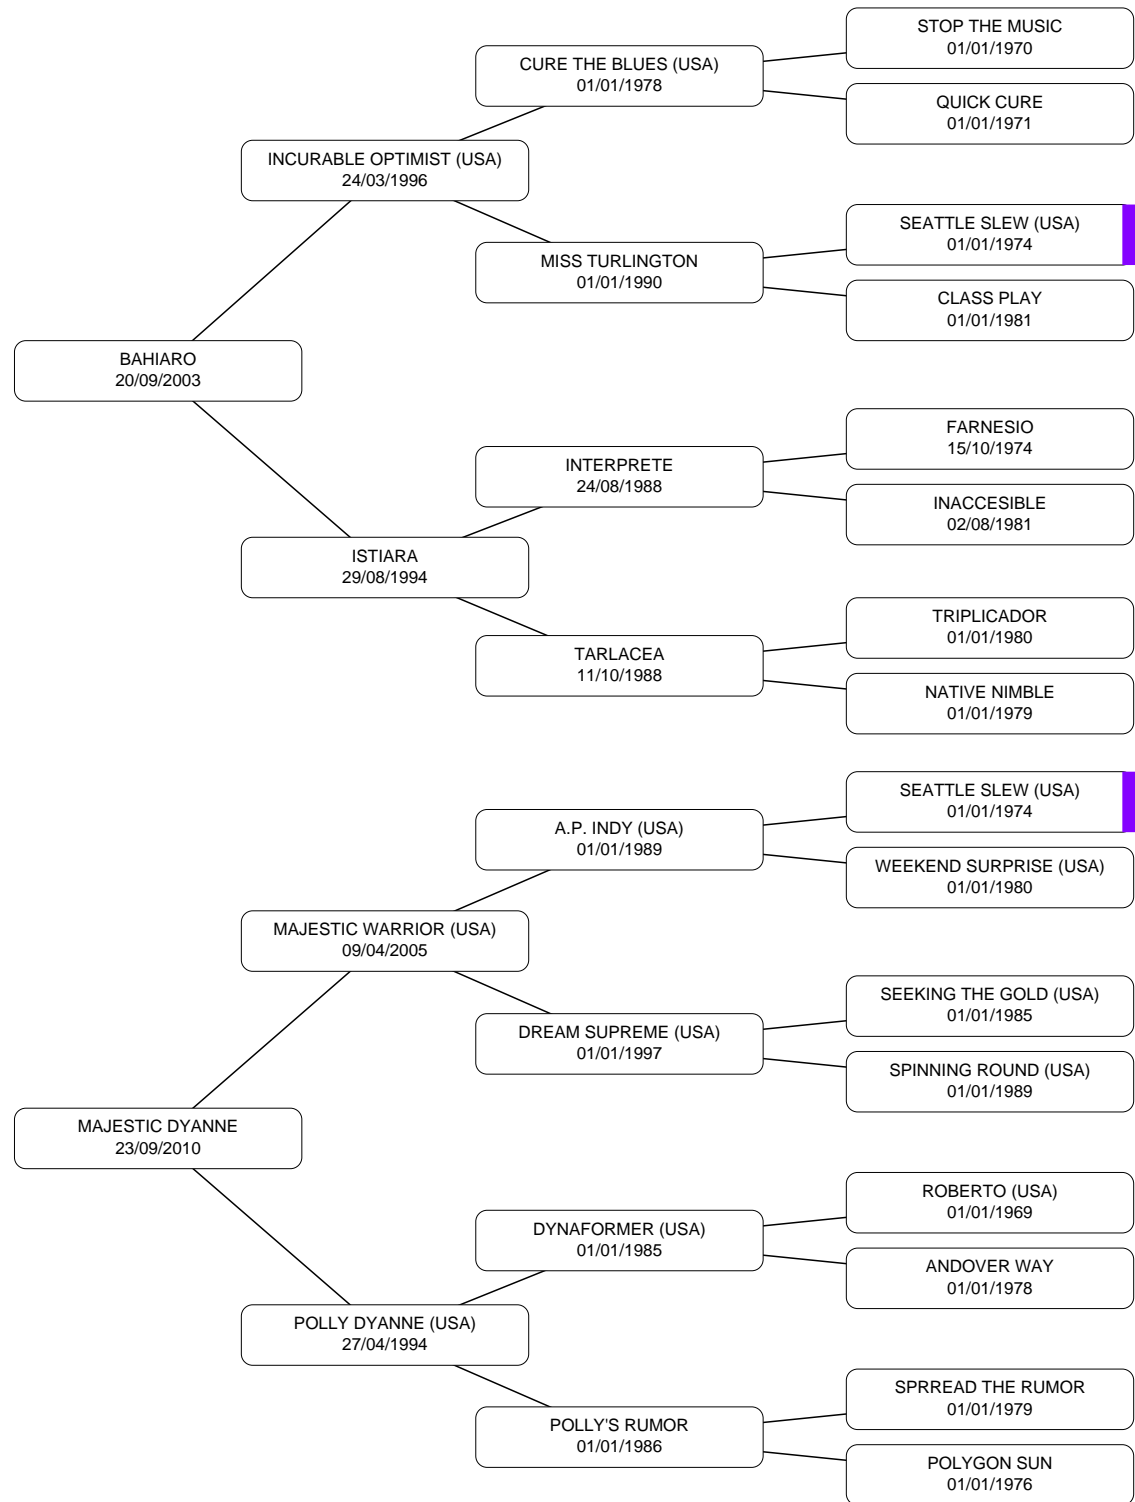 STOP THE MUSIC
01/01/1970
CURE THE BLUES (USA)
01/01/1978
QUICK CURE
01/01/1971
INCURABLE OPTIMIST (USA)
24/03/1996
SEATTLE SLEW (USA)
01/01/1974
MISS TURLINGTON
01/01/1990
CLASS PLAY
01/01/1981
BAHIARO
20/09/2003
FARNESIO
15/10/1974
INTERPRETE
24/08/1988
INACCESIBLE
02/08/1981
ISTIARA
29/08/1994
TRIPLICADOR
01/01/1980
TARLACEA
11/10/1988
NATIVE NIMBLE
01/01/1979
SEATTLE SLEW (USA)
01/01/1974
A.P. INDY (USA)
01/01/1989
WEEKEND SURPRISE (USA)
01/01/1980
MAJESTIC WARRIOR (USA)
09/04/2005
SEEKING THE GOLD (USA)
01/01/1985
DREAM SUPREME (USA)
01/01/1997
SPINNING ROUND (USA)
01/01/1989
MAJESTIC DYANNE
23/09/2010
ROBERTO (USA)
01/01/1969
DYNAFORMER (USA)
01/01/1985
ANDOVER WAY
01/01/1978
POLLY DYANNE (USA)
27/04/1994
SPRREAD THE RUMOR
01/01/1979
POLLY'S RUMOR
01/01/1986
POLYGON SUN
01/01/1976